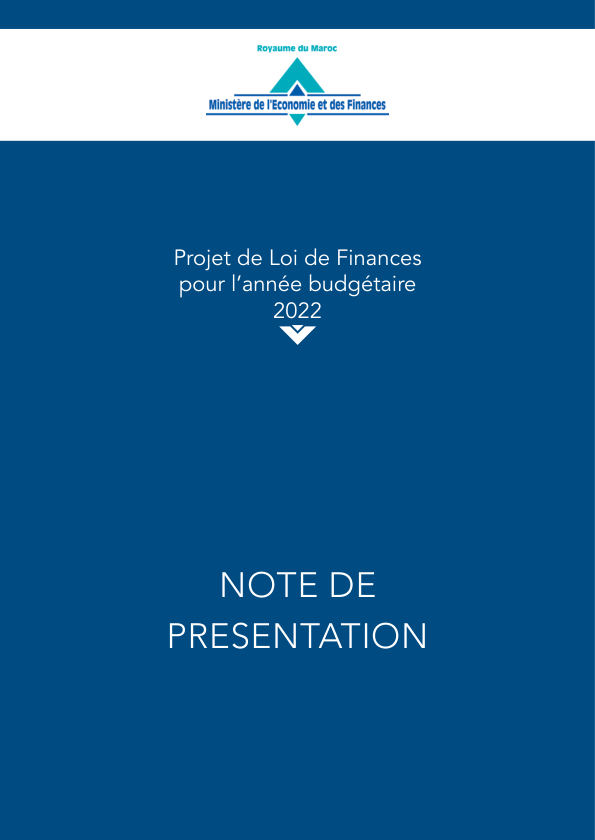 Royaume du Maroc
Ministère de l'Economie et des Finances
Projet de Loi de Finances
pour l'année budgétaire
2022
NOTE DE
PRESENTATION